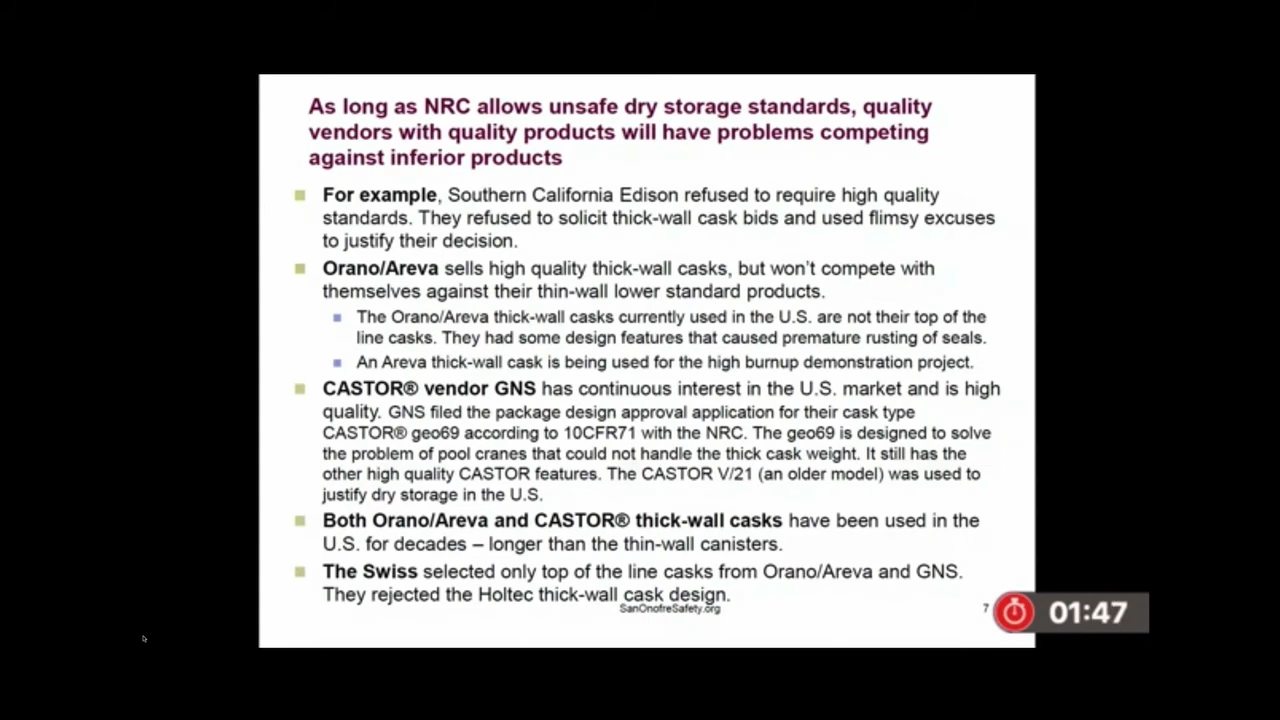 As long as NRC allows unsafe dry storage standards, quality
vendors with quality products will have problems competing
against inferior products
For example, Southern California Edison refused to require high quality
standards. They refused to solicit thick-wall cask bids and used flimsy excuses
to justify their decision.
Orano/Areva sells high quality thick-wall casks, but won't compete with
themselves against their thin-wall lower standard products.
The Orano/Areva thick-wall casks currently used in the U.S. are not their top of the
line casks. They had some design features that caused premature rusting of seals.
An Areva thick-wall cask is being used for the high burnup demonstration project.
CASTOR® vendor GNS has continuous interest in the U.S. market and is high
quality. GNS filed the package design approval application for their cask type
CASTOR® geo69 according to 10CFR71 with the NRC. The geo69 is designed to solve
the problem of pool cranes that could not handle the thick cask weight. It still has the
other high quality CASTOR features. The CASTOR V/21 (an older model) was used to
justify dry storage in the U.S.
Both Orano/Areva and CASTOR® thick-wall casks have been used in the
U.S. for decades – longer than the thin-wall canisters.
The Swiss selected only top of the line casks from Orano/Areva and GNS.
They rejected the Holtec thick-wall cask design.
SanOnofreSafety.org
7
01:47